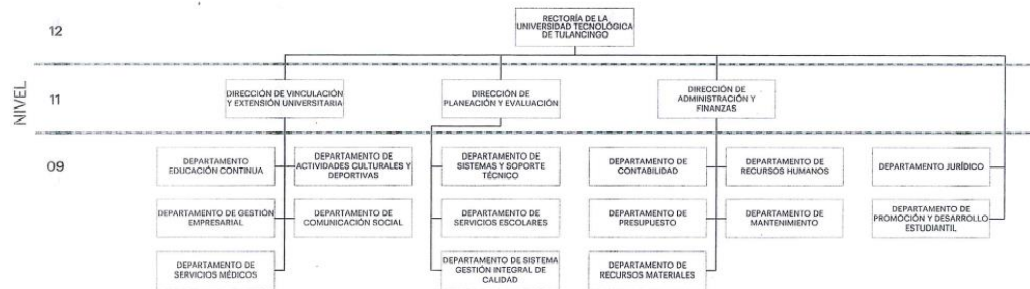 12
RECTORÍA DE LA
UNIVERSIDAD TECNOLÓGICA
DE TULANCINGO
NIVEL
11
DIRECCIÓN DE VINCULACIÓN
Y EXTENSIÓN UNIVERSITARIA
DIRECCIÓN DE
PLANEACIÓN Y EVALUACIÓN
DIRECCIÓN DE
ADMINISTRACIÓN Y
FINANZAS
09
DEPARTAMENTO
EDUCACIÓN CONTINUA
DEPARTAMENTO DE
ACTIVIDADES CULTURALES Y
DEPORTIVAS
DEPARTAMENTO DE
SISTEMAS Y SOPORTE
TÉCNICO
DEPARTAMENTO DE
CONTABILIDAD
DEPARTAMENTO DE
RECURSOS HUMANOS
DEPARTAMENTO JURÍDICO
DEPARTAMENTO DE GESTIÓN
EMPRESARIAL
DEPARTAMENTO DE
COMUNICACIÓN SOCIAL
DEPARTAMENTO DE
SERVICIOS ESCOLARES
DEPARTAMENTO DE
PRESUPUESTO
DEPARTAMENTO DE
MANTENIMIENTO
DEPARTAMENTO DE
PROMOCIÓN Y DESARROLLO
ESTUDIANTIL
DEPARTAMENTO DE
SERVICIOS MÉDICOS
DEPARTAMENTO DE SISTEMA
GESTIÓN INTEGRAL DE
CALIDAD
DEPARTAMENTO DE
RECURSOS MATERIALES